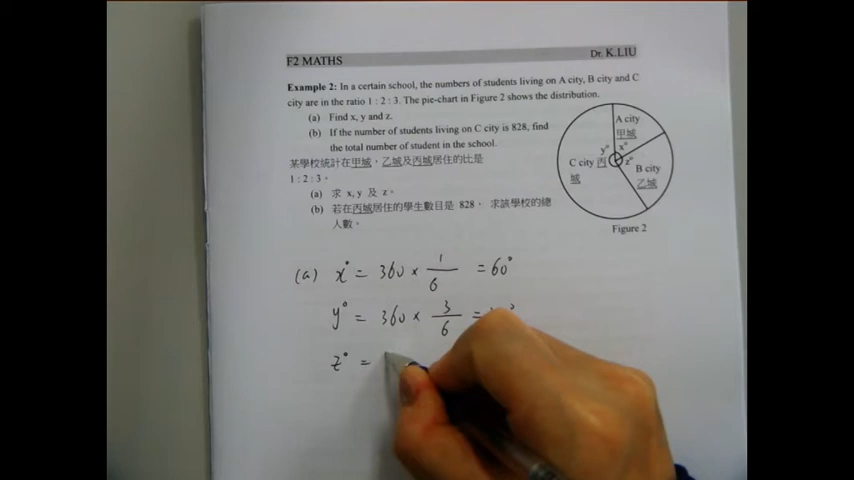 F2 MATHS
Dr. K.LIU
Example 2: In a certain school, the numbers of students living on A city, B city and C
city are in the ratio 1 : 2 : 3. The pie-chart in Figure 2 shows the distribution.
(a) Find x, y and z.
(b) If the number of students living on C city is 828, find
the total number of student in the school.
某學校統計在甲城，乙城及丙城居住的比是
1 : 2 : 3。
(a) 求 x, y 及 z。
(b) 若在丙城居住的學生數目是 828， 求該學校的總
人數。
A city
甲城
y° x°
C city 丙
城
z°
B city
乙城
Figure 2
(a) x° = 360 × 1/6 = 60°
y° = 360 × 3/6 =
z° =